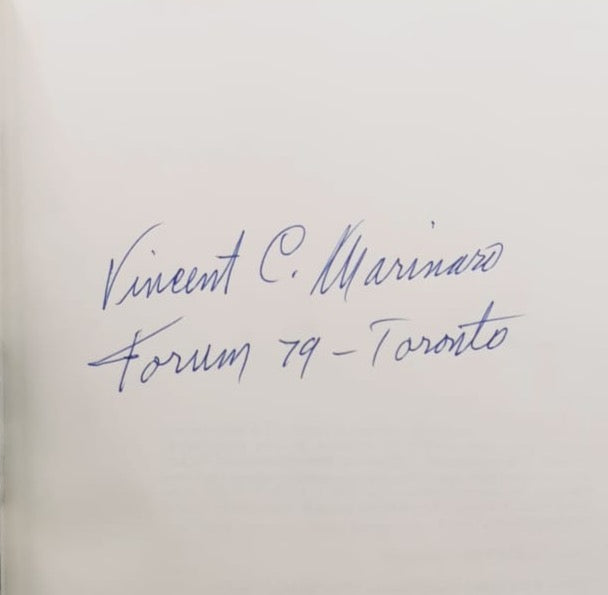 Vincent C. Marinaro
Forum 79 - Toronto